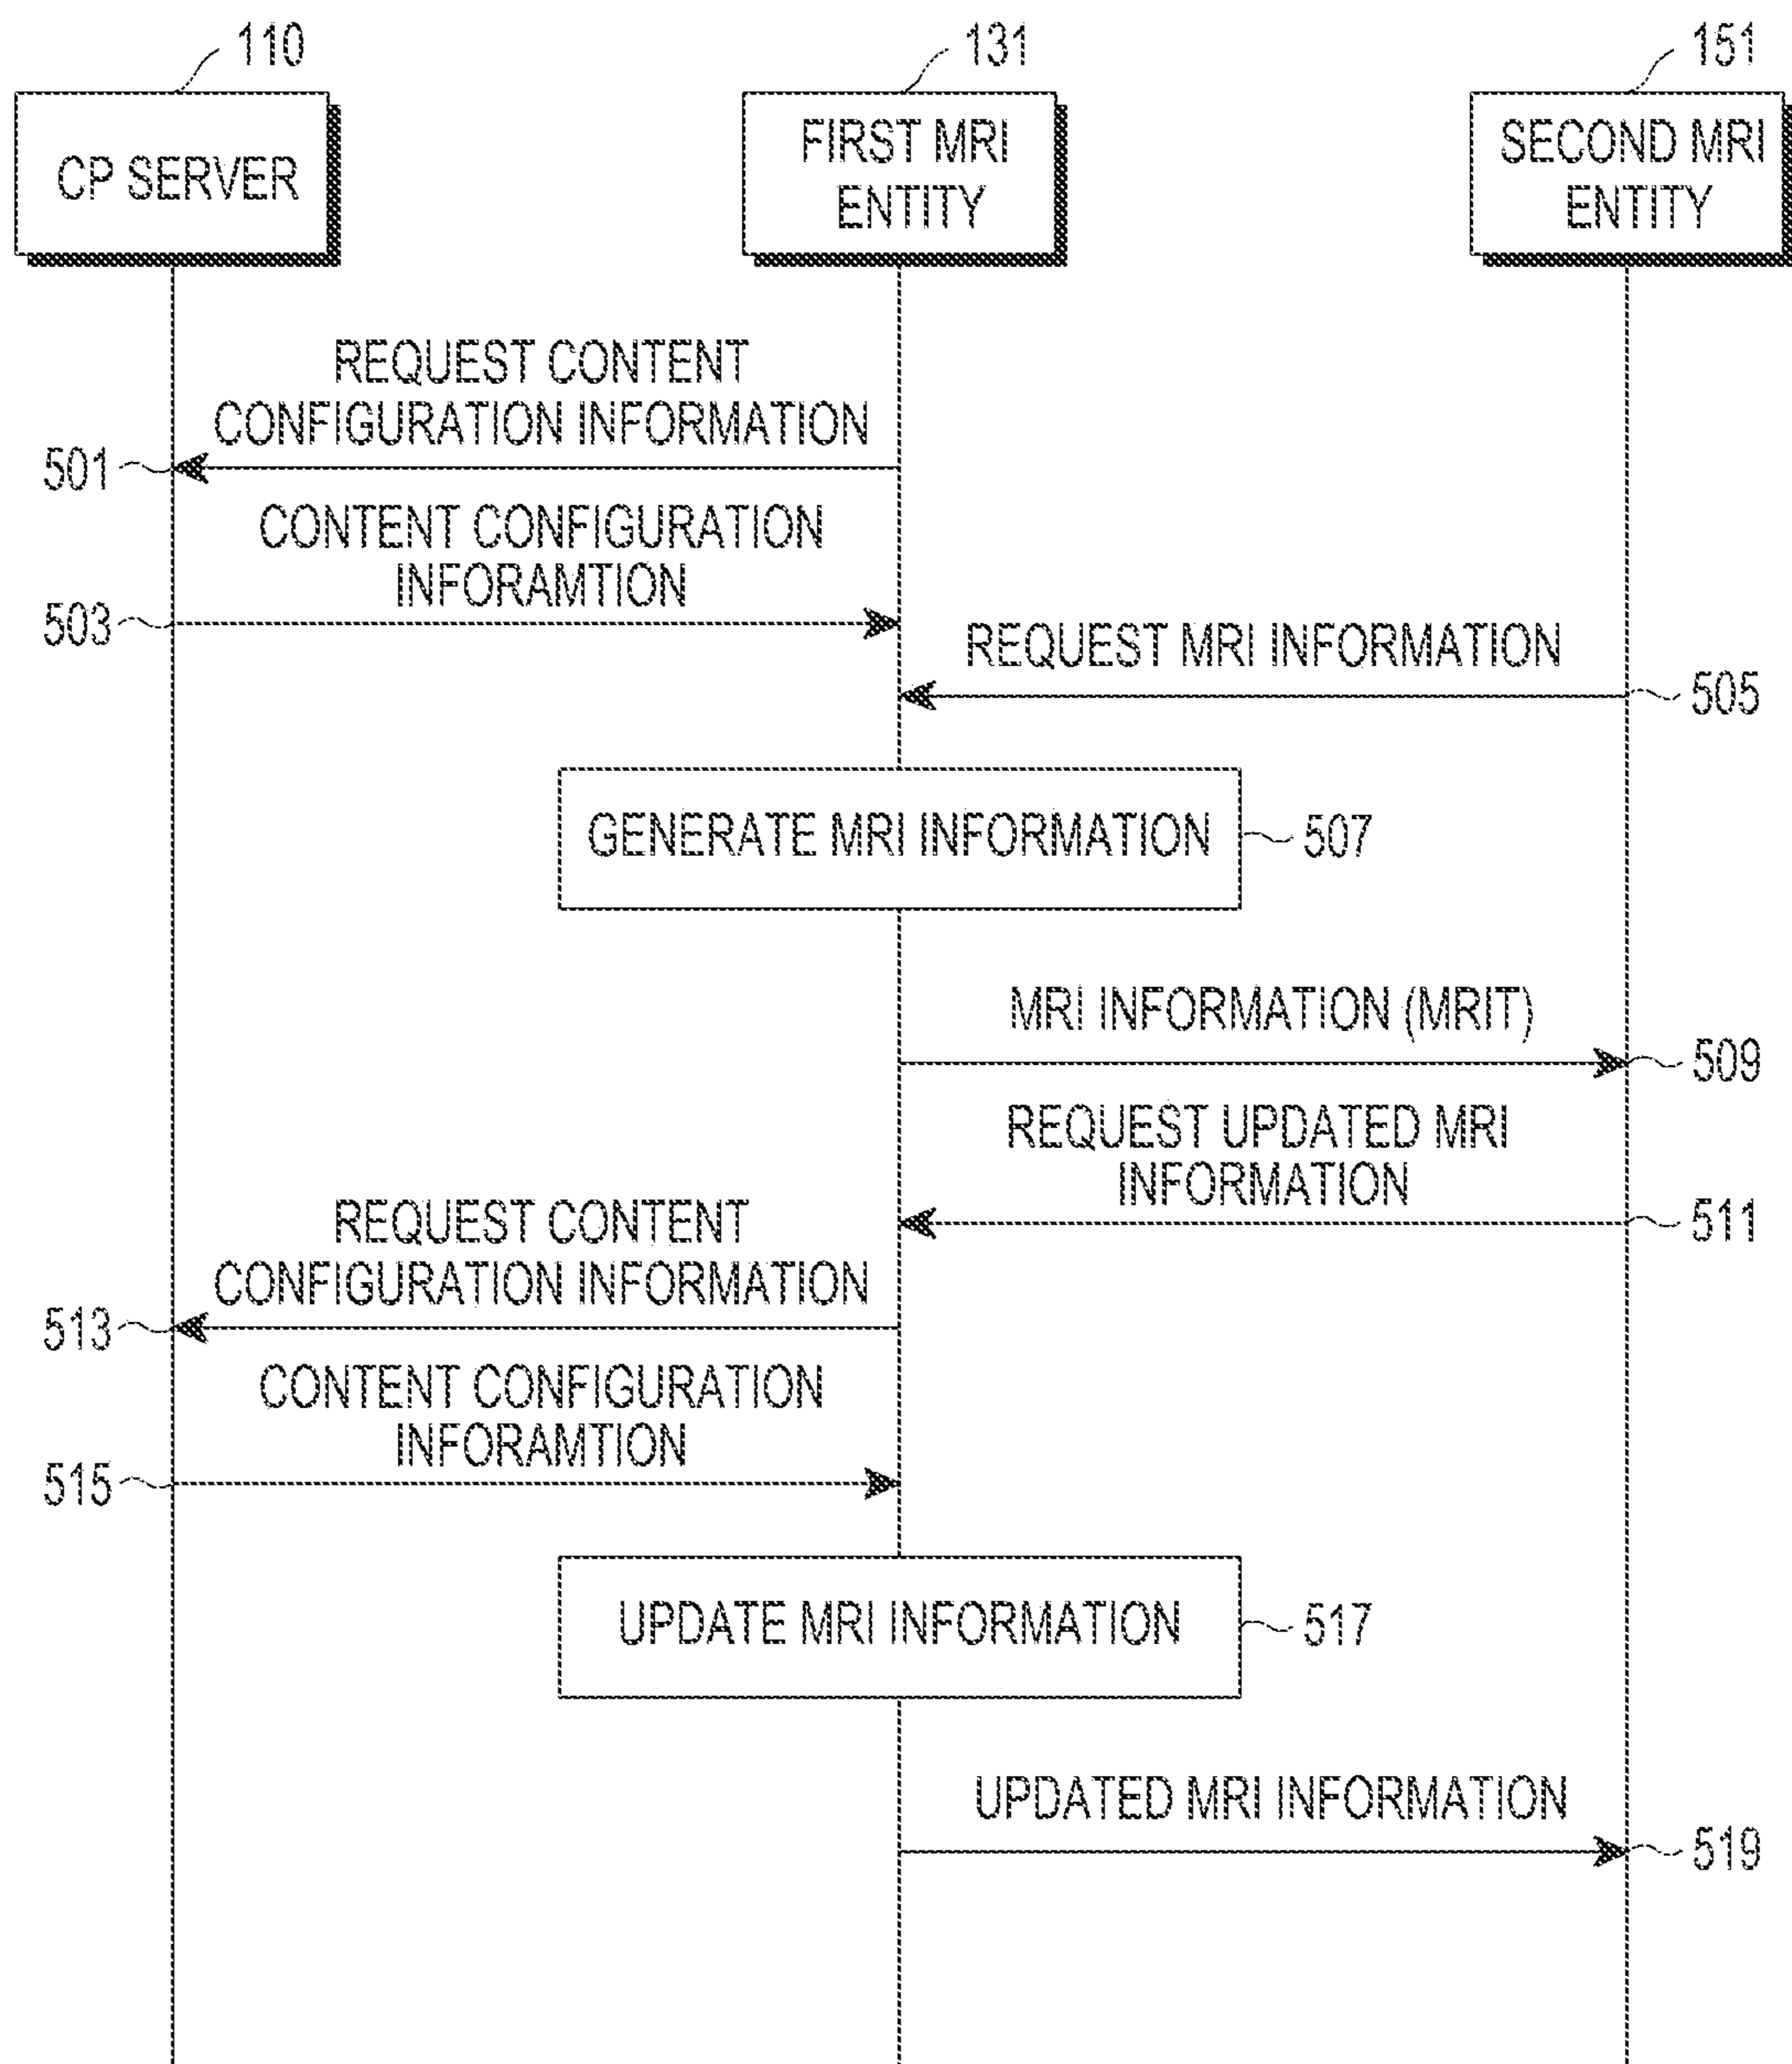 110
131
151
CP SERVER
FIRST MRI
ENTITY
SECOND MRI
ENTITY
REQUEST CONTENT
CONFIGURATION INFORMATION
501
CONTENT CONFIGURATION
INFORAMTION
503
REQUEST MRI INFORMATION
505
GENERATE MRI INFORMATION
507
MRI INFORMATION (MRIT)
509
REQUEST UPDATED MRI
INFORMATION
511
REQUEST CONTENT
CONFIGURATION INFORMATION
513
CONTENT CONFIGURATION
INFORAMTION
515
UPDATE MRI INFORMATION
517
UPDATED MRI INFORMATION
519